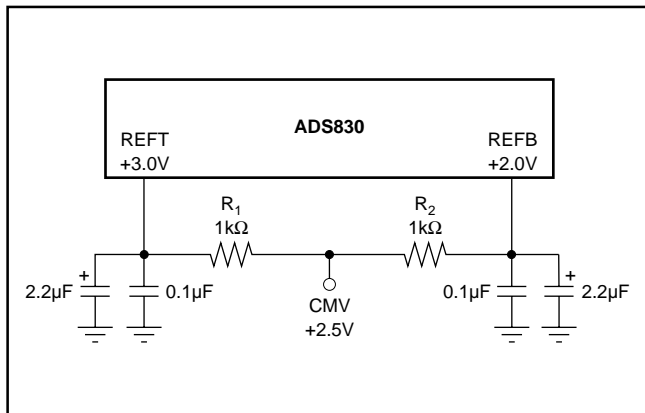 ADS830
REFT
+3.0V
REFB
+2.0V
R1
1kΩ
R2
1kΩ
+
2.2µF
0.1µF
CMV
+2.5V
0.1µF
+
2.2µF